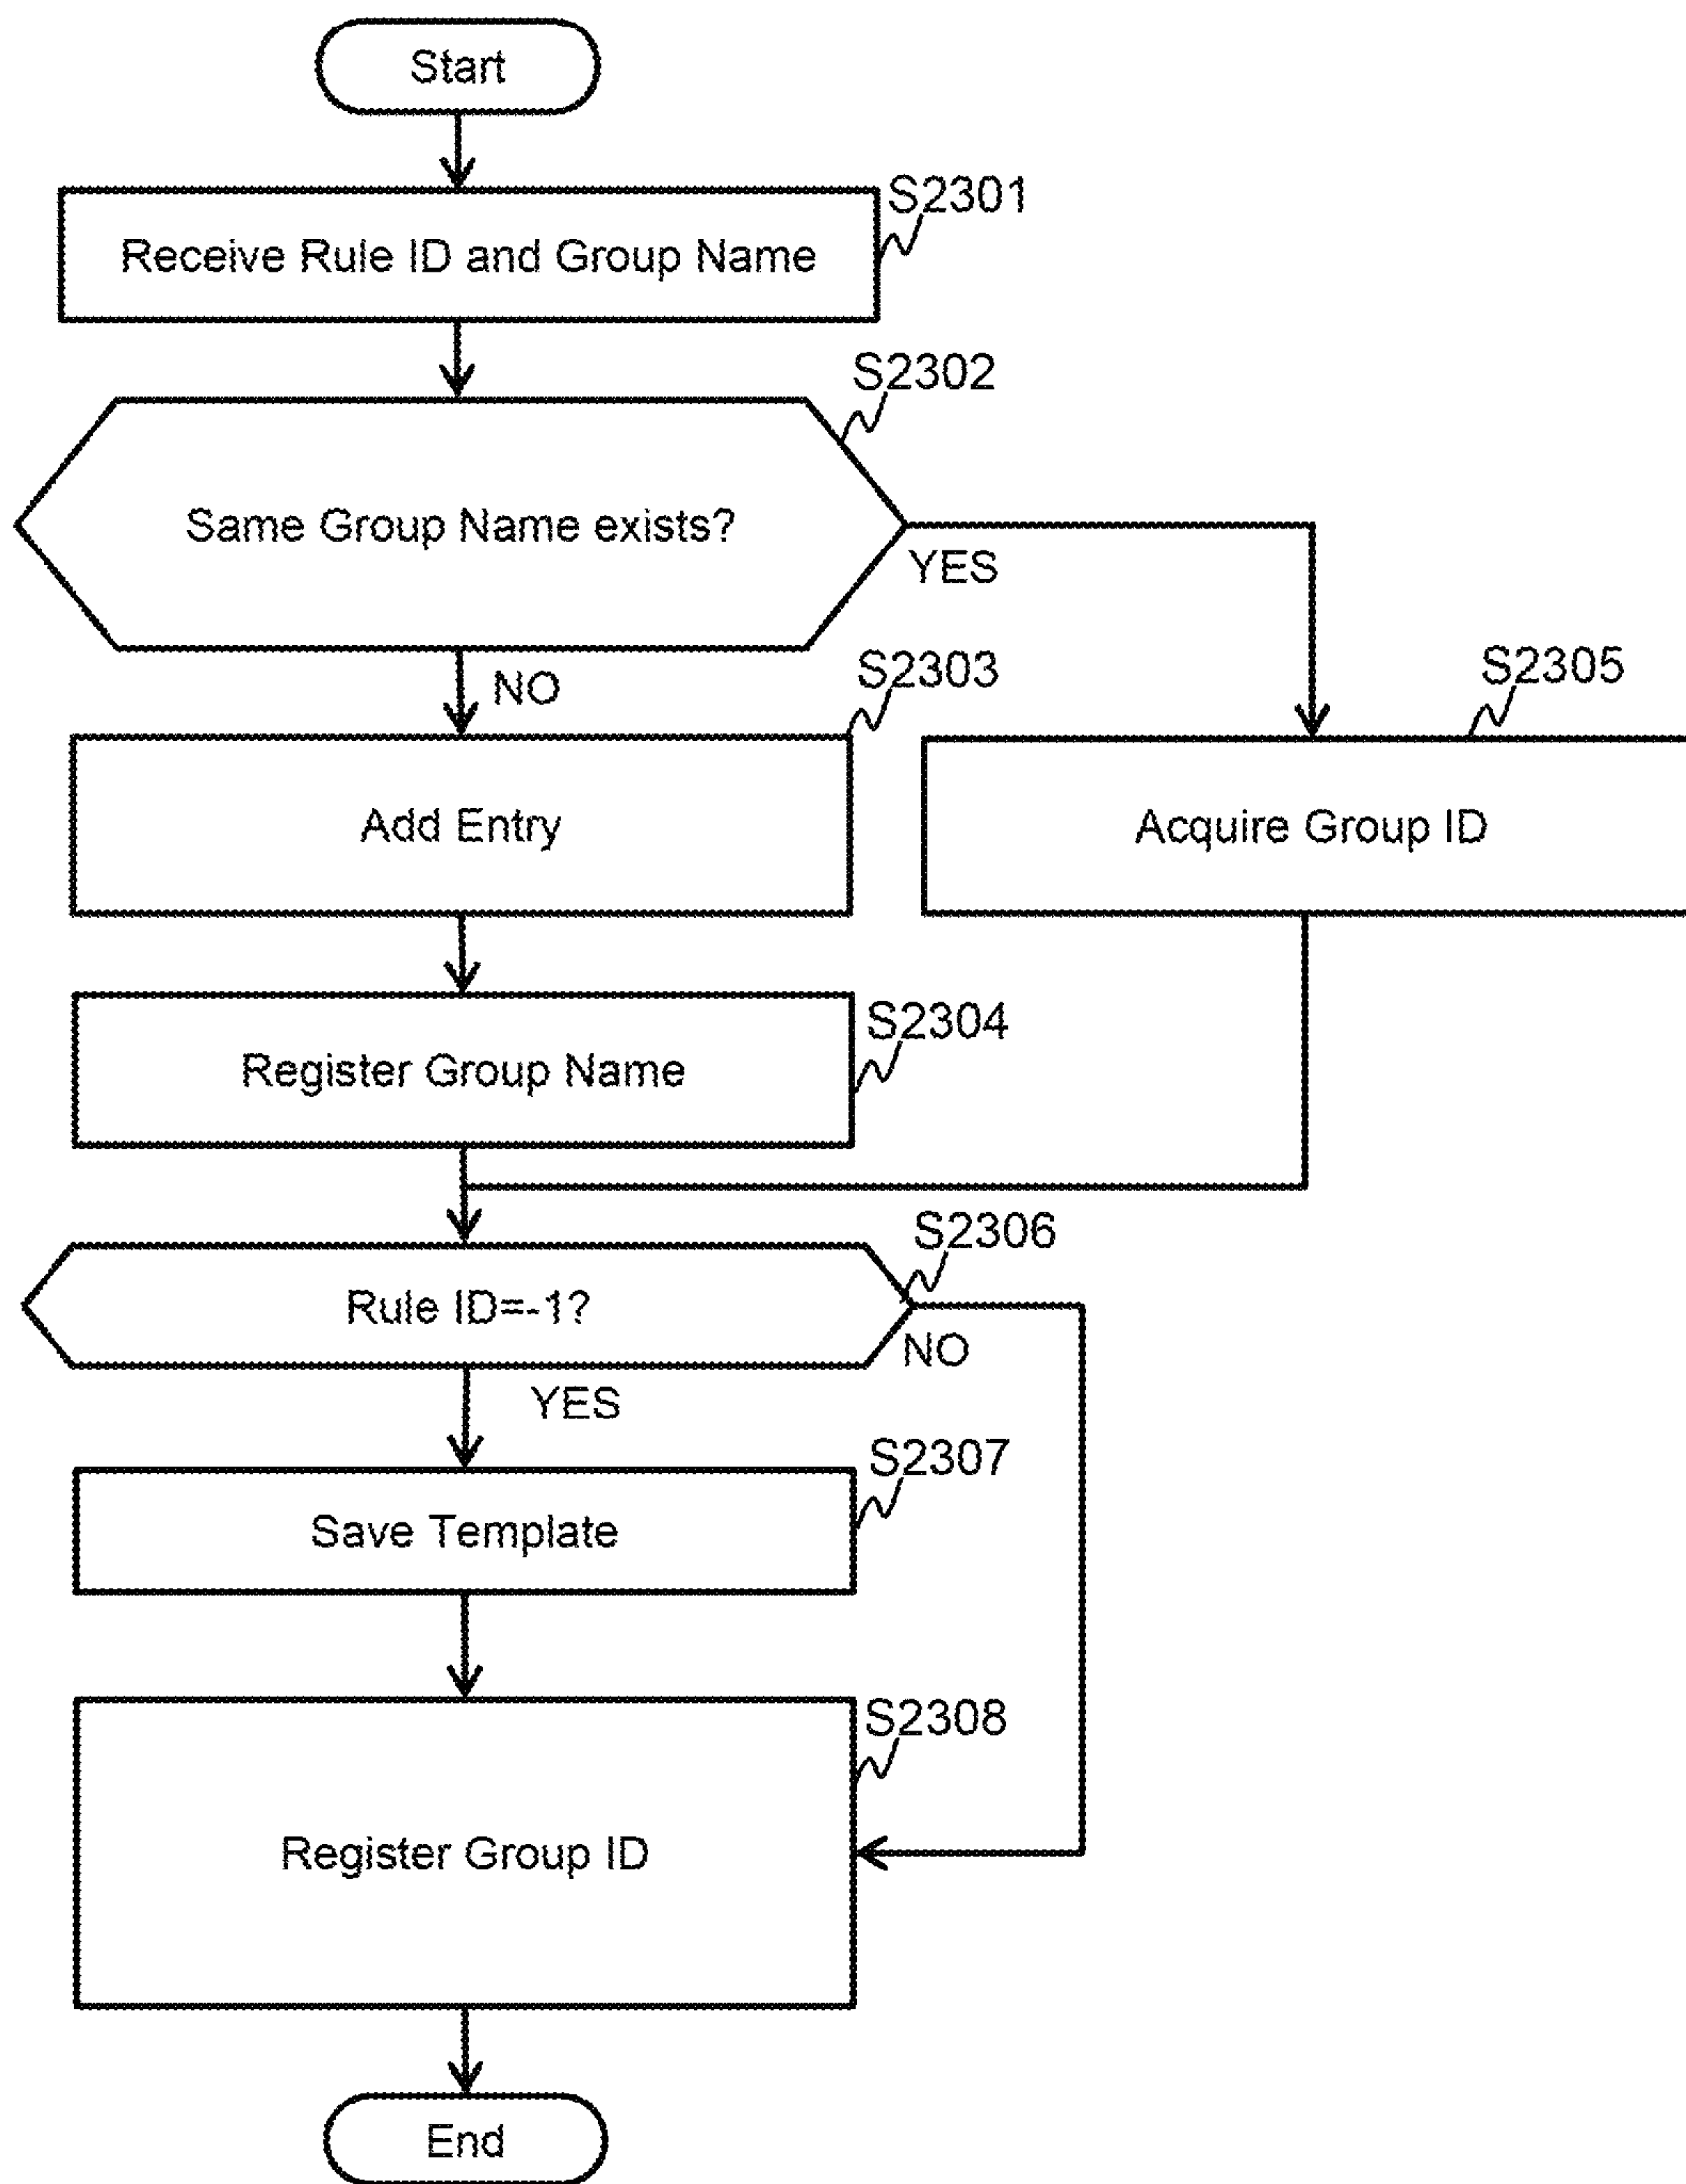 Start
S2301
Receive Rule ID and Group Name
S2302
Same Group Name exists?
YES
NO
S2303
S2305
Add Entry
Acquire Group ID
S2304
Register Group Name
S2306
Rule ID=-1?
NO
YES
S2307
Save Template
S2308
Register Group ID
End